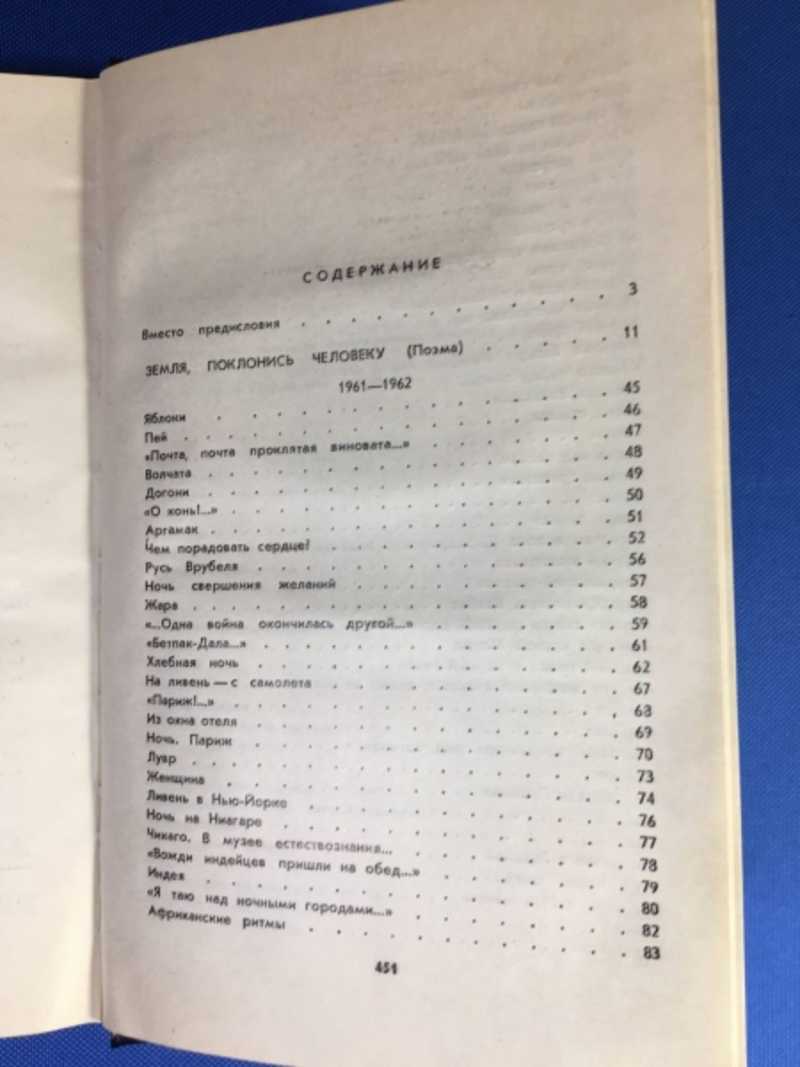 СОДЕРЖАНИЕ
Вместо предисловия . . . . . . . . . . . 3
ЗЕМЛЯ, ПОКЛОНИСЬ ЧЕЛОВЕКУ (Поэма) . . . . . 11
1961—1962
Яблони . . . . . . . . . . . . . . 45
Пей . . . . . . . . . . . . . . . 46
«Почта, почта проклятая виновата...» . . . . . . . 47
Волчата . . . . . . . . . . . . . . 48
Догони . . . . . . . . . . . . . . 49
«О конь!...» . . . . . . . . . . . . . 50
Аргамак . . . . . . . . . . . . . . 51
Чем порадовать сердце? . . . . . . . . . . 52
Русь Врубеля . . . . . . . . . . . . . 56
Ночь свершения желаний . . . . . . . . . . 57
Жара . . . . . . . . . . . . . . . 58
«...Одна война окончилась другой...» . . . . . . . 59
«Бетпак-Дала...» . . . . . . . . . . . . 61
Хлебная ночь . . . . . . . . . . . . . 62
На ливень — с самолета . . . . . . . . . . 67
«Париж!...» . . . . . . . . . . . . . 68
Из окна отеля . . . . . . . . . . . . 69
Ночь. Париж . . . . . . . . . . . . . 70
Лувр . . . . . . . . . . . . . . . 73
Женщина . . . . . . . . . . . . . . 74
Ливень в Нью-Йорке . . . . . . . . . . . 76
Ночь на Ниагаре . . . . . . . . . . . . 77
Чикаго. В музее естествознания... . . . . . . . . 78
«Вожди индейцев пришли на обед...» . . . . . . . 79
Индея . . . . . . . . . . . . . . 80
«Я таю над ночными городами...» . . . . . . . . 82
Африканские ритмы . . . . . . . . . . . 83
451